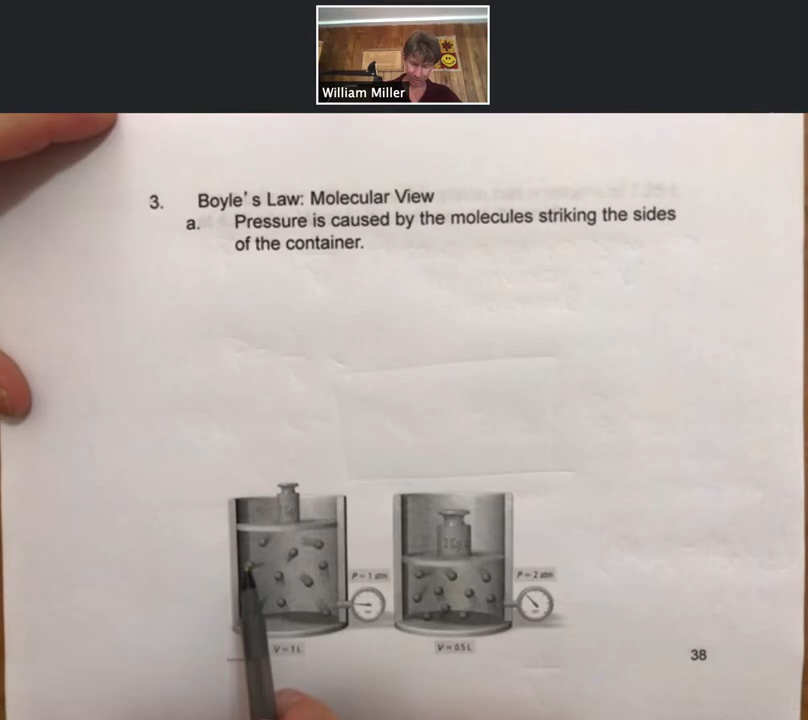 William Miller
3. Boyle's Law: Molecular View
a. Pressure is caused by the molecules striking the sides
of the container.
P = 1 atm
P = 2 atm
V = 1 L
V = 0.5 L
38